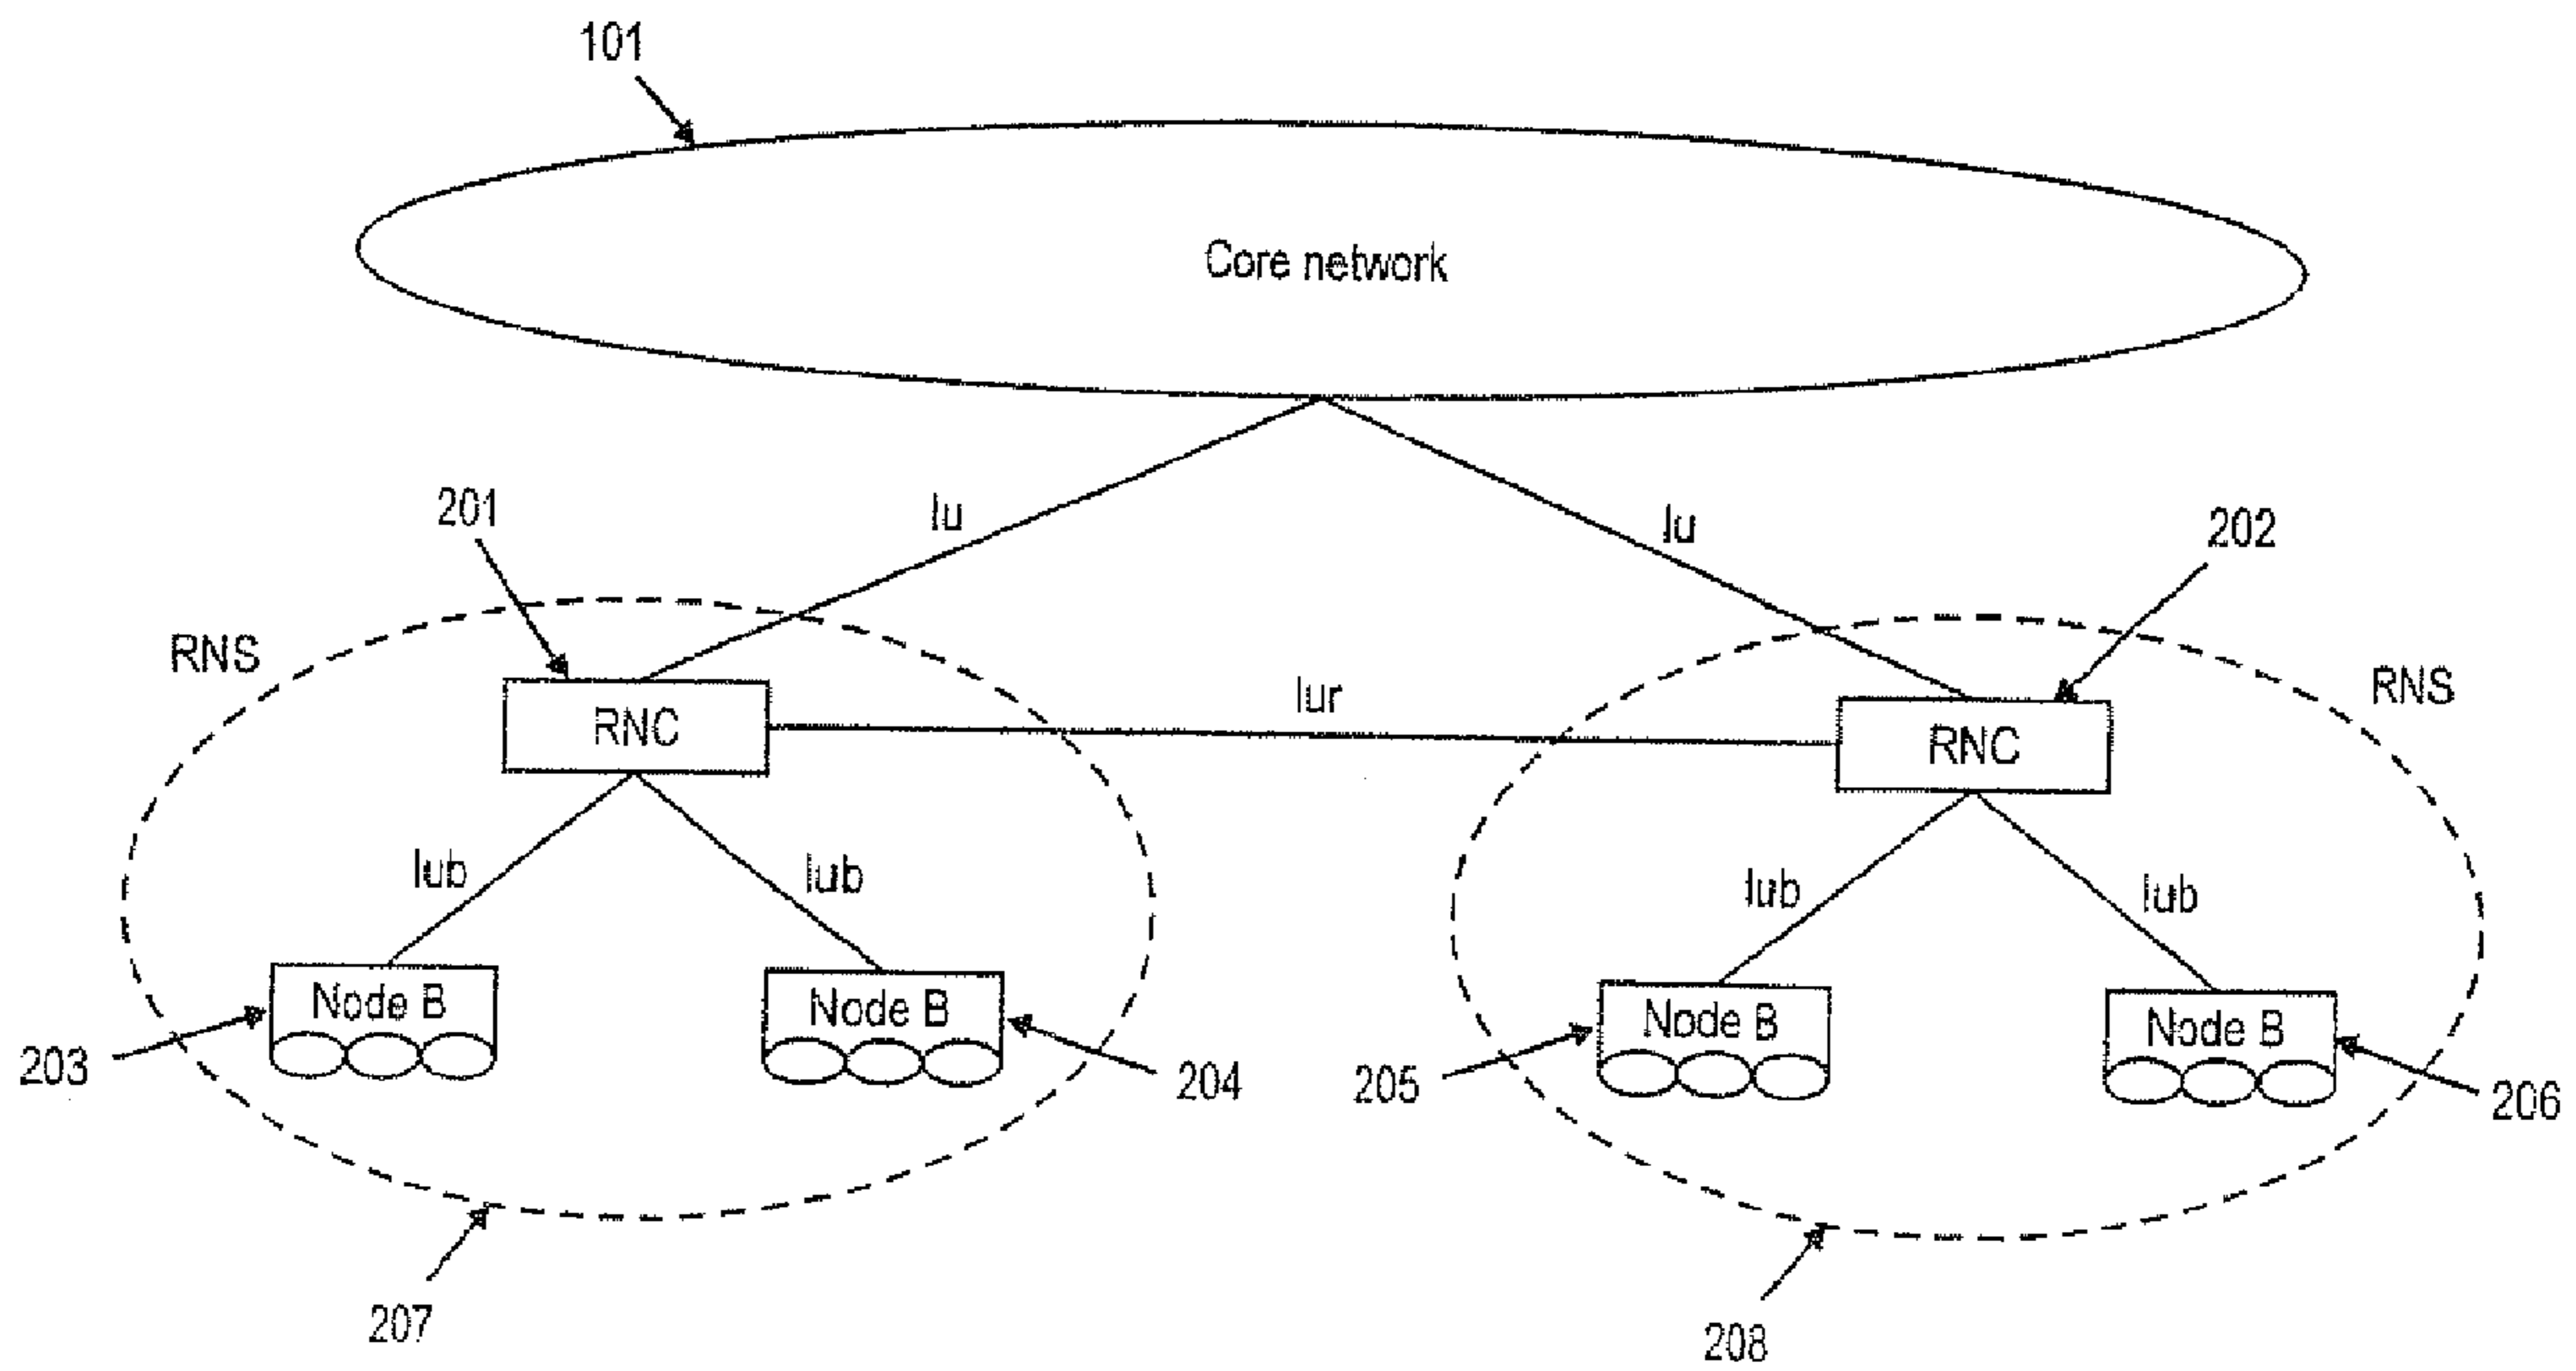 101
Core network
Iu
Iu
201
202
RNS
RNS
RNC
Iur
RNC
Iub
Iub
Iub
Iub
Node B
Node B
Node B
Node B
203
204
205
206
207
208